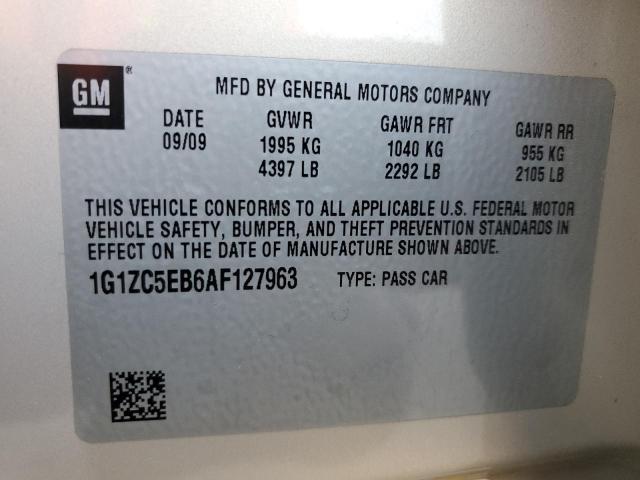 GM ®
MFD BY GENERAL MOTORS COMPANY
DATE GVWR GAWR FRT GAWR RR
09/09 1995 KG 1040 KG 955 KG
4397 LB 2292 LB 2105 LB
THIS VEHICLE CONFORMS TO ALL APPLICABLE U.S. FEDERAL MOTOR
VEHICLE SAFETY, BUMPER, AND THEFT PREVENTION STANDARDS IN
EFFECT ON THE DATE OF MANUFACTURE SHOWN ABOVE.
1G1ZC5EB6AF127963 TYPE: PASS CAR